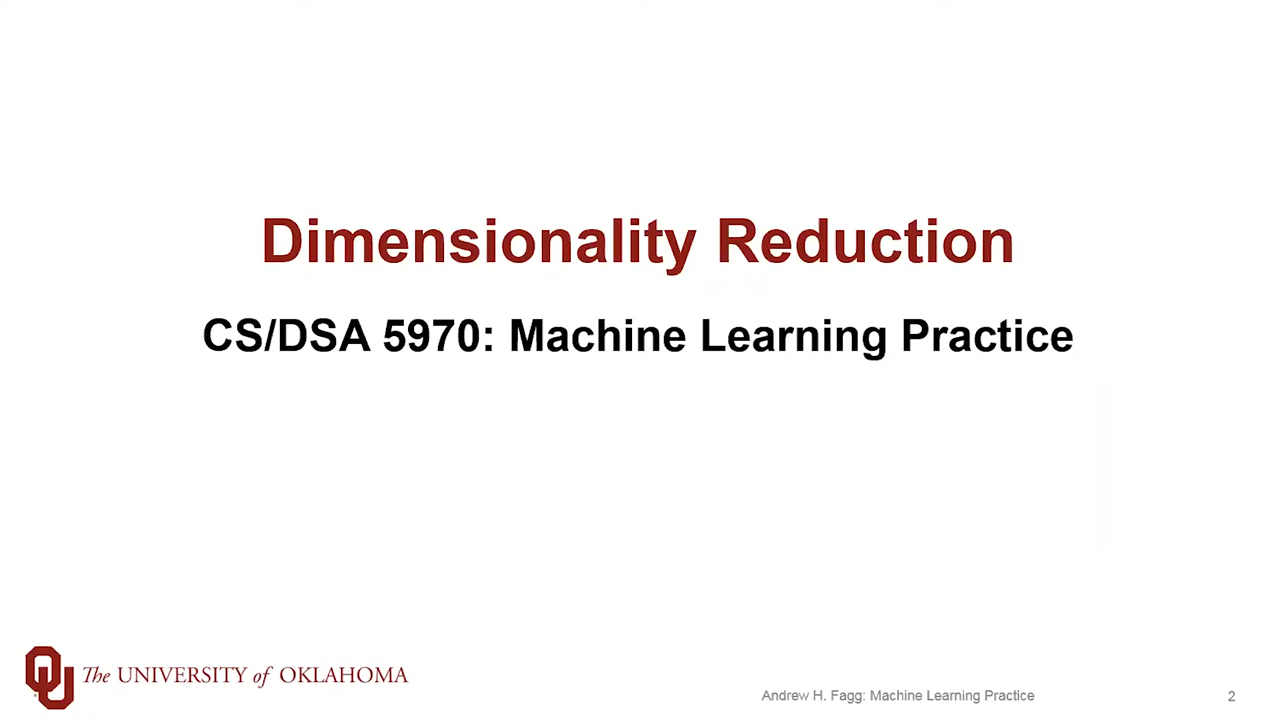 Dimensionality Reduction
CS/DSA 5970: Machine Learning Practice
The UNIVERSITY of OKLAHOMA
Andrew H. Fagg: Machine Learning Practice
2